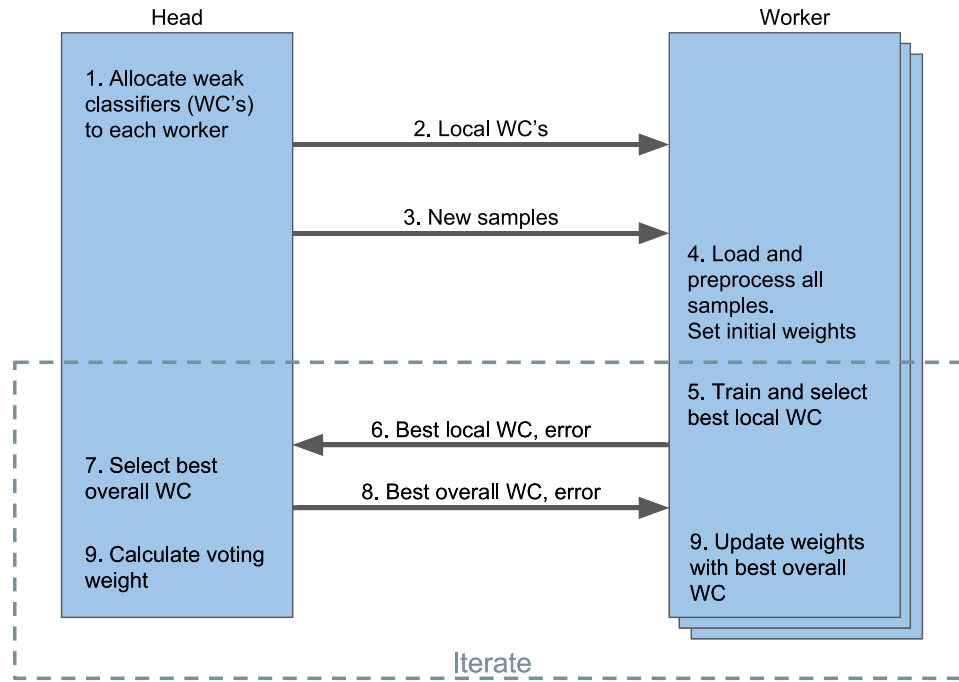 Head
Worker
1. Allocate weak
classifiers (WC's)
to each worker
2. Local WC's
3. New samples
4. Load and
preprocess all
samples.
Set initial weights
5. Train and select
best local WC
6. Best local WC, error
7. Select best
overall WC
8. Best overall WC, error
9. Calculate voting
weight
9. Update weights
with best overall
WC
Iterate